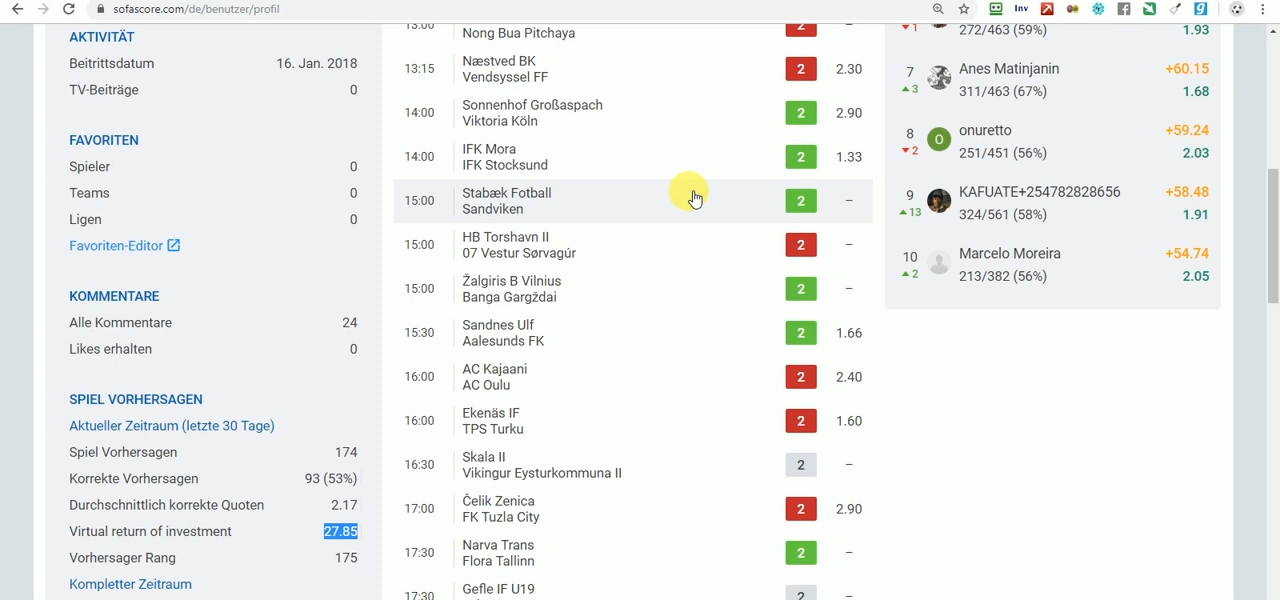 sofascore.com/de/benutzer/profil
Inv
AKTIVITÄT
Beitrittsdatum 16. Jan. 2018
TV-Beiträge 0
FAVORITEN
Spieler 0
Teams 0
Ligen 0
Favoriten-Editor
KOMMENTARE
Alle Kommentare 24
Likes erhalten 0
SPIEL VORHERSAGEN
Aktueller Zeitraum (letzte 30 Tage)
Spiel Vorhersagen 174
Korrekte Vorhersagen 93 (53%)
Durchschnittlich korrekte Quoten 2.17
Virtual return of investment 27.85
Vorhersager Rang 175
Kompletter Zeitraum
13:00 2
Nong Bua Pitchaya
Næstved BK
13:15 2 2.30
Vendsyssel FF
Sonnenhof Großaspach
14:00 2 2.90
Viktoria Köln
IFK Mora
14:00 2 1.33
IFK Stocksund
Stabæk Fotball
15:00 2 –
Sandviken
HB Torshavn II
15:00 2 –
07 Vestur Sørvagúr
Žalgiris B Vilnius
15:00 2 –
Banga Gargždai
Sandnes Ulf
15:30 2 1.66
Aalesunds FK
AC Kajaani
16:00 2 2.40
AC Oulu
Ekenäs IF
16:00 2 1.60
TPS Turku
Skala II
16:30 2 –
Vikingur Eysturkommuna II
Čelik Zenica
17:00 2 2.90
FK Tuzla City
Narva Trans
17:30 2 –
Flora Tallinn
Gefle IF U19
17:30 2 –
1 272/463 (59%) 1.93
7 Anes Matinjanin +60.15
3 311/463 (67%) 1.68
8 onuretto +59.24
O
2 251/451 (56%) 2.03
9 KAFUATE+254782828656 +58.48
13 324/561 (58%) 1.91
10 Marcelo Moreira +54.74
2 213/382 (56%) 2.05